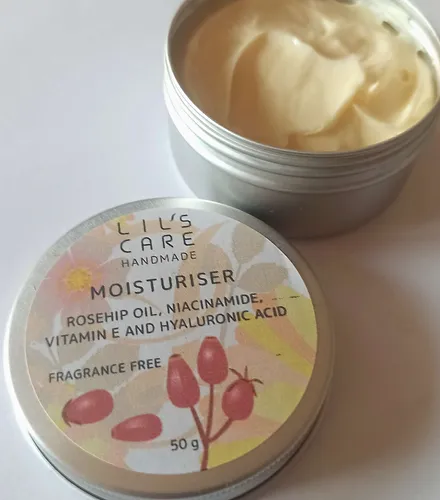 LIL'S
CARE
HANDMADE
MOISTURISER
ROSEHIP OIL, NIACINAMIDE,
VITAMIN E AND HYALURONIC ACID
FRAGRANCE FREE
50 g